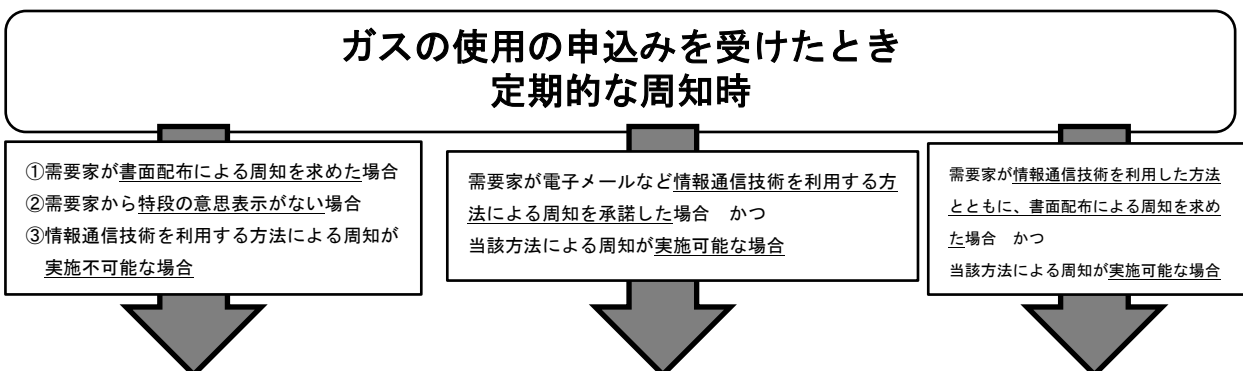 ガスの使用の申込みを受けたとき
定期的な周知時
①需要家が書面配布による周知を求めた場合
②需要家から特段の意思表示がない場合
③情報通信技術を利用する方法による周知が
実施不可能な場合
需要家が電子メールなど情報通信技術を利用する方
法による周知を承諾した場合　かつ
当該方法による周知が実施可能な場合
需要家が情報通信技術を利用した方法
とともに、書面配布による周知を求め
た場合　かつ
当該方法による周知が実施可能な場合